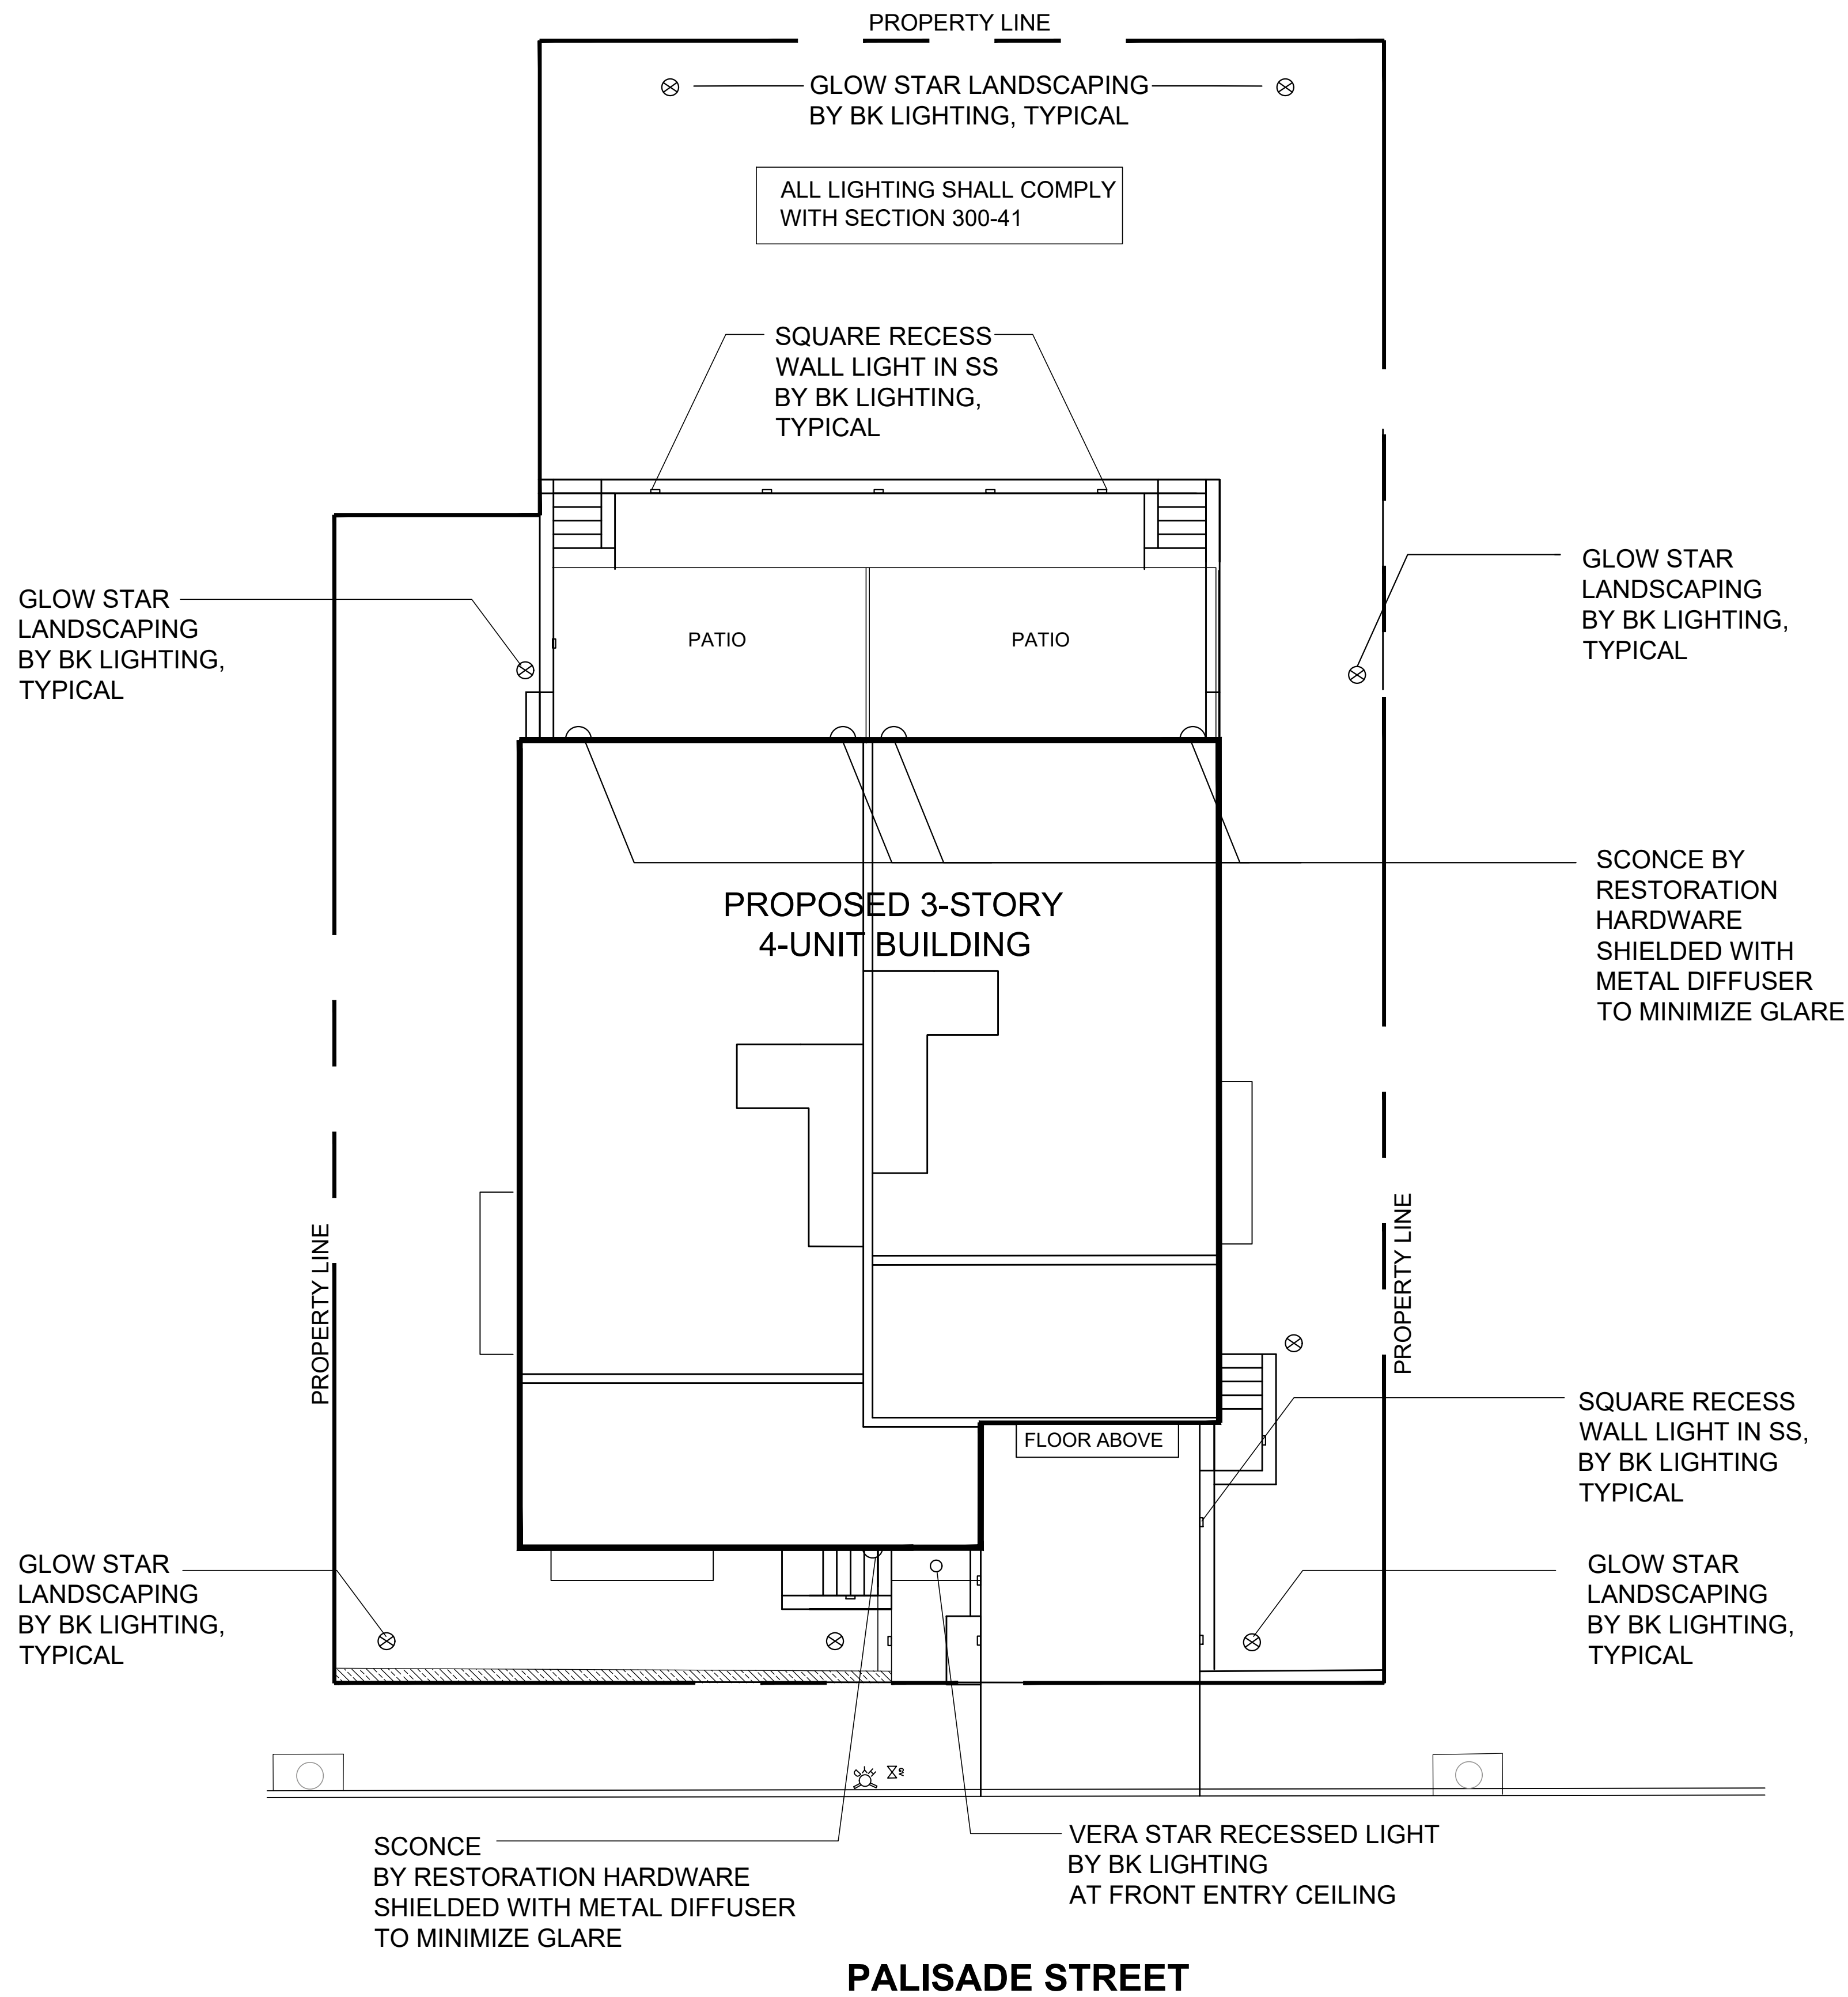 PROPERTY LINE
GLOW STAR LANDSCAPING
BY BK LIGHTING, TYPICAL
ALL LIGHTING SHALL COMPLY
WITH SECTION 300-41
SQUARE RECESS
WALL LIGHT IN SS
BY BK LIGHTING,
TYPICAL
GLOW STAR
LANDSCAPING
BY BK LIGHTING,
TYPICAL
PATIO
PATIO
GLOW STAR
LANDSCAPING
BY BK LIGHTING,
TYPICAL
SCONCE BY
RESTORATION
HARDWARE
SHIELDED WITH
METAL DIFFUSER
TO MINIMIZE GLARE
PROPOSED 3-STORY
4-UNIT BUILDING
PROPERTY LINE
PROPERTY LINE
FLOOR ABOVE
SQUARE RECESS
WALL LIGHT IN SS,
BY BK LIGHTING
TYPICAL
GLOW STAR
LANDSCAPING
BY BK LIGHTING,
TYPICAL
GLOW STAR
LANDSCAPING
BY BK LIGHTING,
TYPICAL
SCONCE
BY RESTORATION HARDWARE
SHIELDED WITH METAL DIFFUSER
TO MINIMIZE GLARE
VERA STAR RECESSED LIGHT
BY BK LIGHTING
AT FRONT ENTRY CEILING
PALISADE STREET